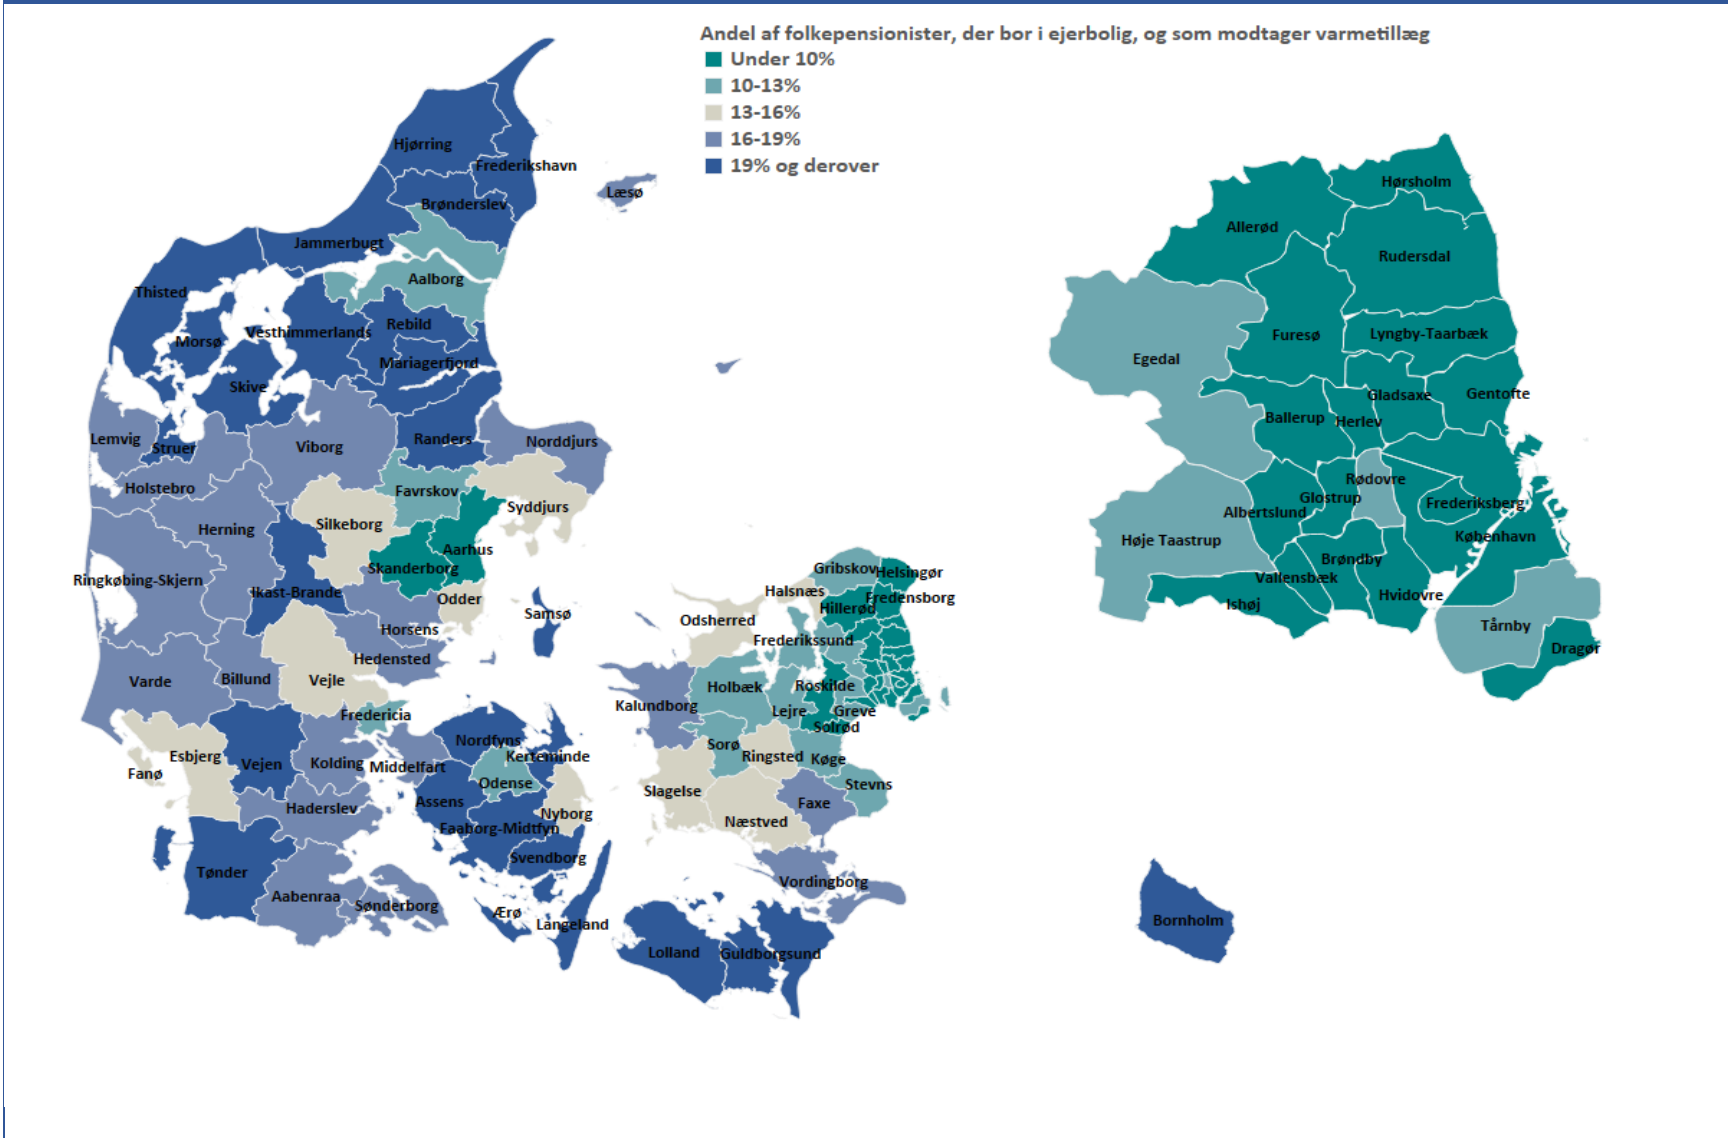 Andel af folkepensionister, der bor i ejerbolig, og som modtager varmetillæg
Under 10%
10-13%
13-16%
16-19%
19% og derover
Hjørring
Frederikshavn
Læsø
Brønderslev
Jammerbugt
Aalborg
Thisted
Rebild
Vesthimmerlands
Morsø
Mariagerfjord
Skive
Lemvig
Struer
Viborg
Randers
Norddjurs
Holstebro
Favrskov
Syddjurs
Silkeborg
Herning
Aarhus
Skanderborg
Ringkøbing-Skjern
Ikast-Brande
Odder
Samsø
Horsens
Hedensted
Varde
Billund
Vejle
Fredericia
Esbjerg
Fanø
Vejen
Kolding
Middelfart
Nordfyns
Kerteminde
Odense
Haderslev
Assens
Nyborg
Faaborg-Midtfyn
Svendborg
Tønder
Aabenraa
Sønderborg
Ærø
Langeland
Gribskov
Helsingør
Halsnæs
Fredensborg
Hillerød
Odsherred
Frederikssund
Holbæk
Roskilde
Kalundborg
Lejre
Greve
Solrød
Sorø
Ringsted
Køge
Stevns
Slagelse
Faxe
Næstved
Vordingborg
Lolland
Guldborgsund
Hørsholm
Allerød
Rudersdal
Furesø
Lyngby-Taarbæk
Egedal
Gladsaxe
Gentofte
Ballerup
Herlev
Rødovre
Glostrup
Frederiksberg
Albertslund
København
Høje Taastrup
Brøndby
Vallensbæk
Hvidovre
Ishøj
Tårnby
Dragør
Bornholm